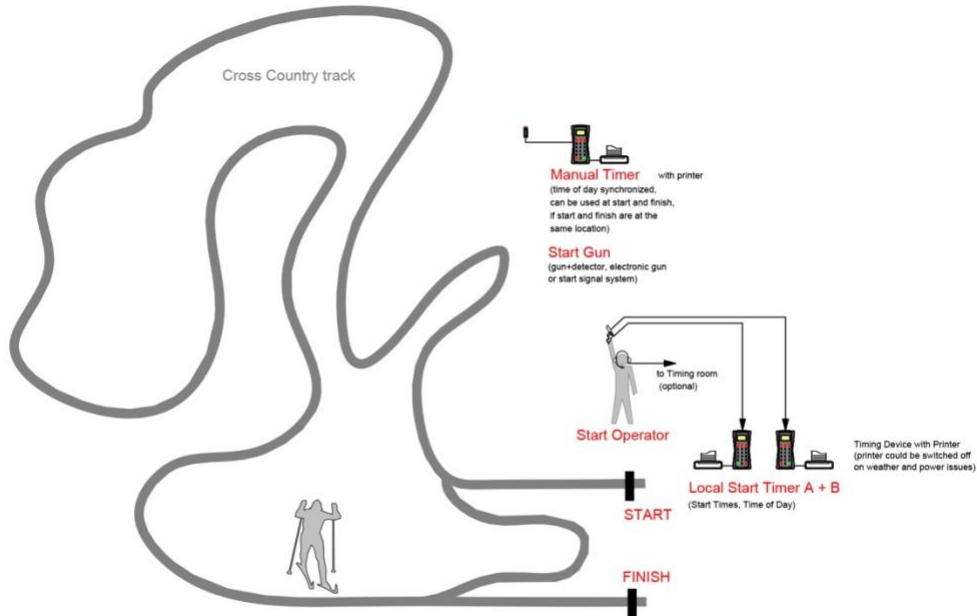 Cross Country track
Manual Timer with printer
(time of day synchronized,
can be used at start and finish,
if start and finish are at the
same location)
Start Gun
(gun+detector, electronic gun
or start signal system)
to Timing room
(optional)
Start Operator
Timing Device with Printer
(printer could be switched off
on weather and power issues)
Local Start Timer A + B
(Start Times, Time of Day)
START
FINISH